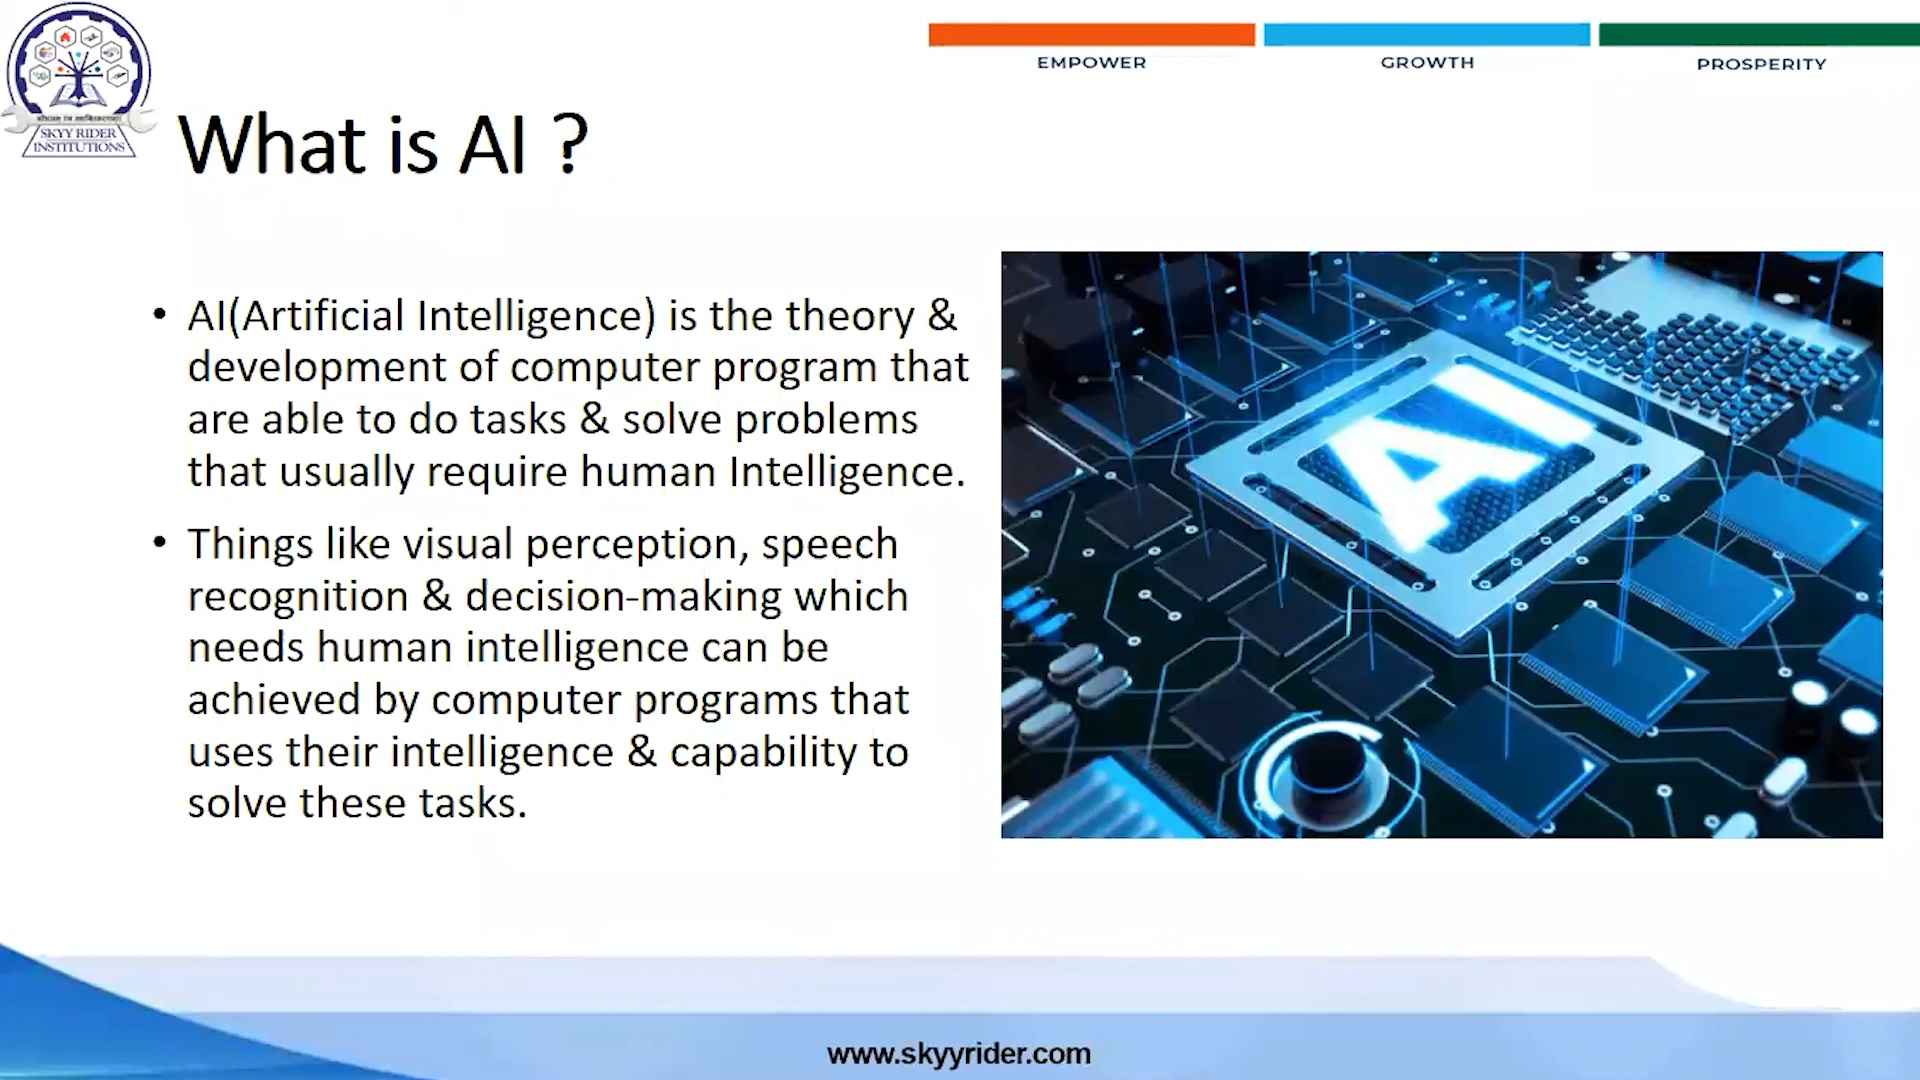 SKYY RIDER
INSTITUTIONS
EMPOWER
GROWTH
PROSPERITY
What is AI ?
• AI(Artificial Intelligence) is the theory &
development of computer program that
are able to do tasks & solve problems
that usually require human Intelligence.
• Things like visual perception, speech
recognition & decision-making which
needs human intelligence can be
achieved by computer programs that
uses their intelligence & capability to
solve these tasks.
AI
www.skyyrider.com